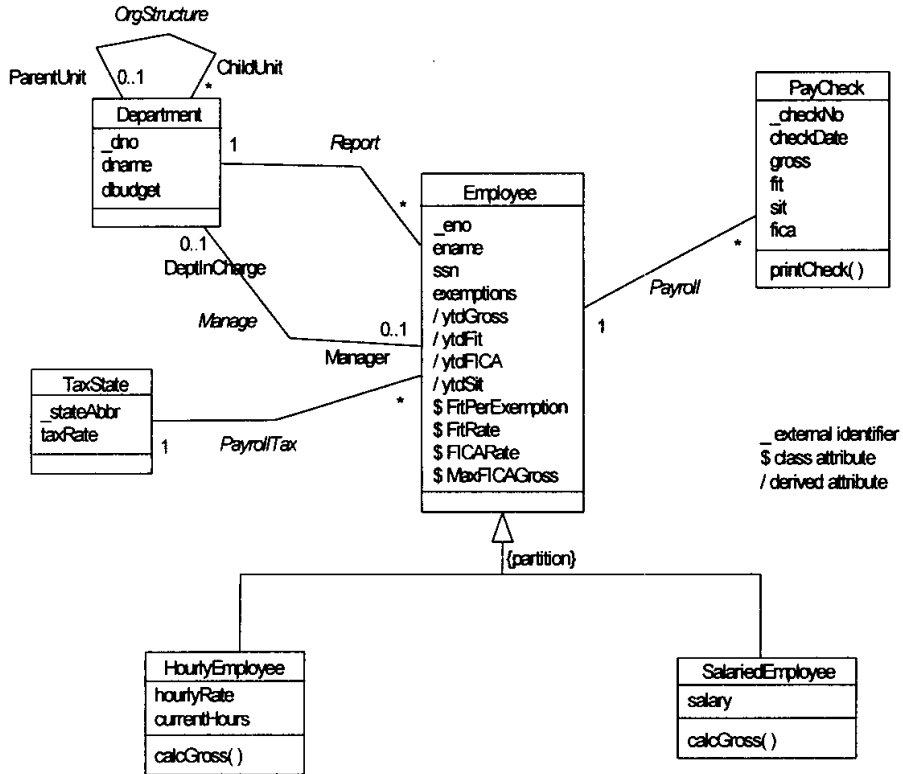 OrgStructure
ParentUnit
0..1
ChildUnit
*
Department
_dno
dname
dbudget
1
Report
*
0..1
DeptInCharge
Manage
0..1
Manager
Employee
_eno
ename
ssn
exemptions
/ ytdGross
/ ytdFit
/ ytdFICA
/ ytdSit
$ FitPerExemption
$ FitRate
$ FICARate
$ MaxFICAGross
PayCheck
_checkNo
checkDate
gross
fit
sit
fica
printCheck( )
*
Payroll
1
TaxState
_stateAbbr
taxRate
1
PayrollTax
*
_ external identifier
$ class attribute
/ derived attribute
{partition}
HourlyEmployee
hourlyRate
currentHours
calcGross( )
SalariedEmployee
salary
calcGross( )